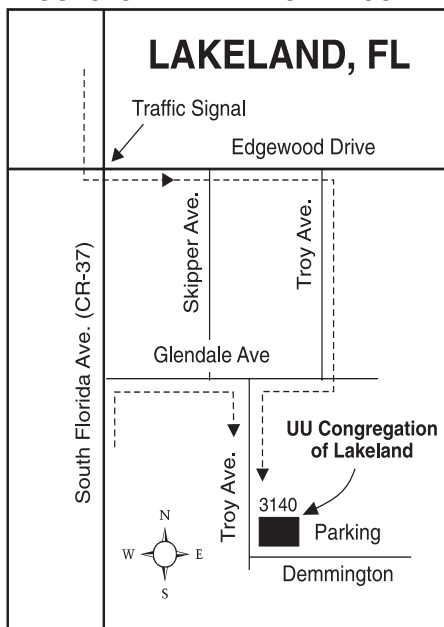 LAKELAND, FL
Traffic Signal
Edgewood Drive
Skipper Ave.
Troy Ave.
South Florida Ave. (CR-37)
Glendale Ave
UU Congregation
of Lakeland
Troy Ave.
3140
Parking
N
W E
S
Demmington